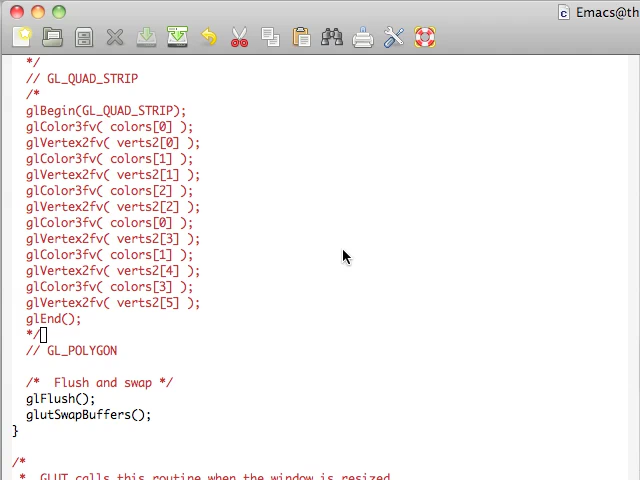 Emacs@th
*/
// GL_QUAD_STRIP
/*
glBegin(GL_QUAD_STRIP);
glColor3fv( colors[0] );
glVertex2fv( verts2[0] );
glColor3fv( colors[1] );
glVertex2fv( verts2[1] );
glColor3fv( colors[2] );
glVertex2fv( verts2[2] );
glColor3fv( colors[0] );
glVertex2fv( verts2[3] );
glColor3fv( colors[1] );
glVertex2fv( verts2[4] );
glColor3fv( colors[3] );
glVertex2fv( verts2[5] );
glEnd();
*/
// GL_POLYGON
/*  Flush and swap */
glFlush();
glutSwapBuffers();
}
/*
*  GLUT calls this routine when the window is resized